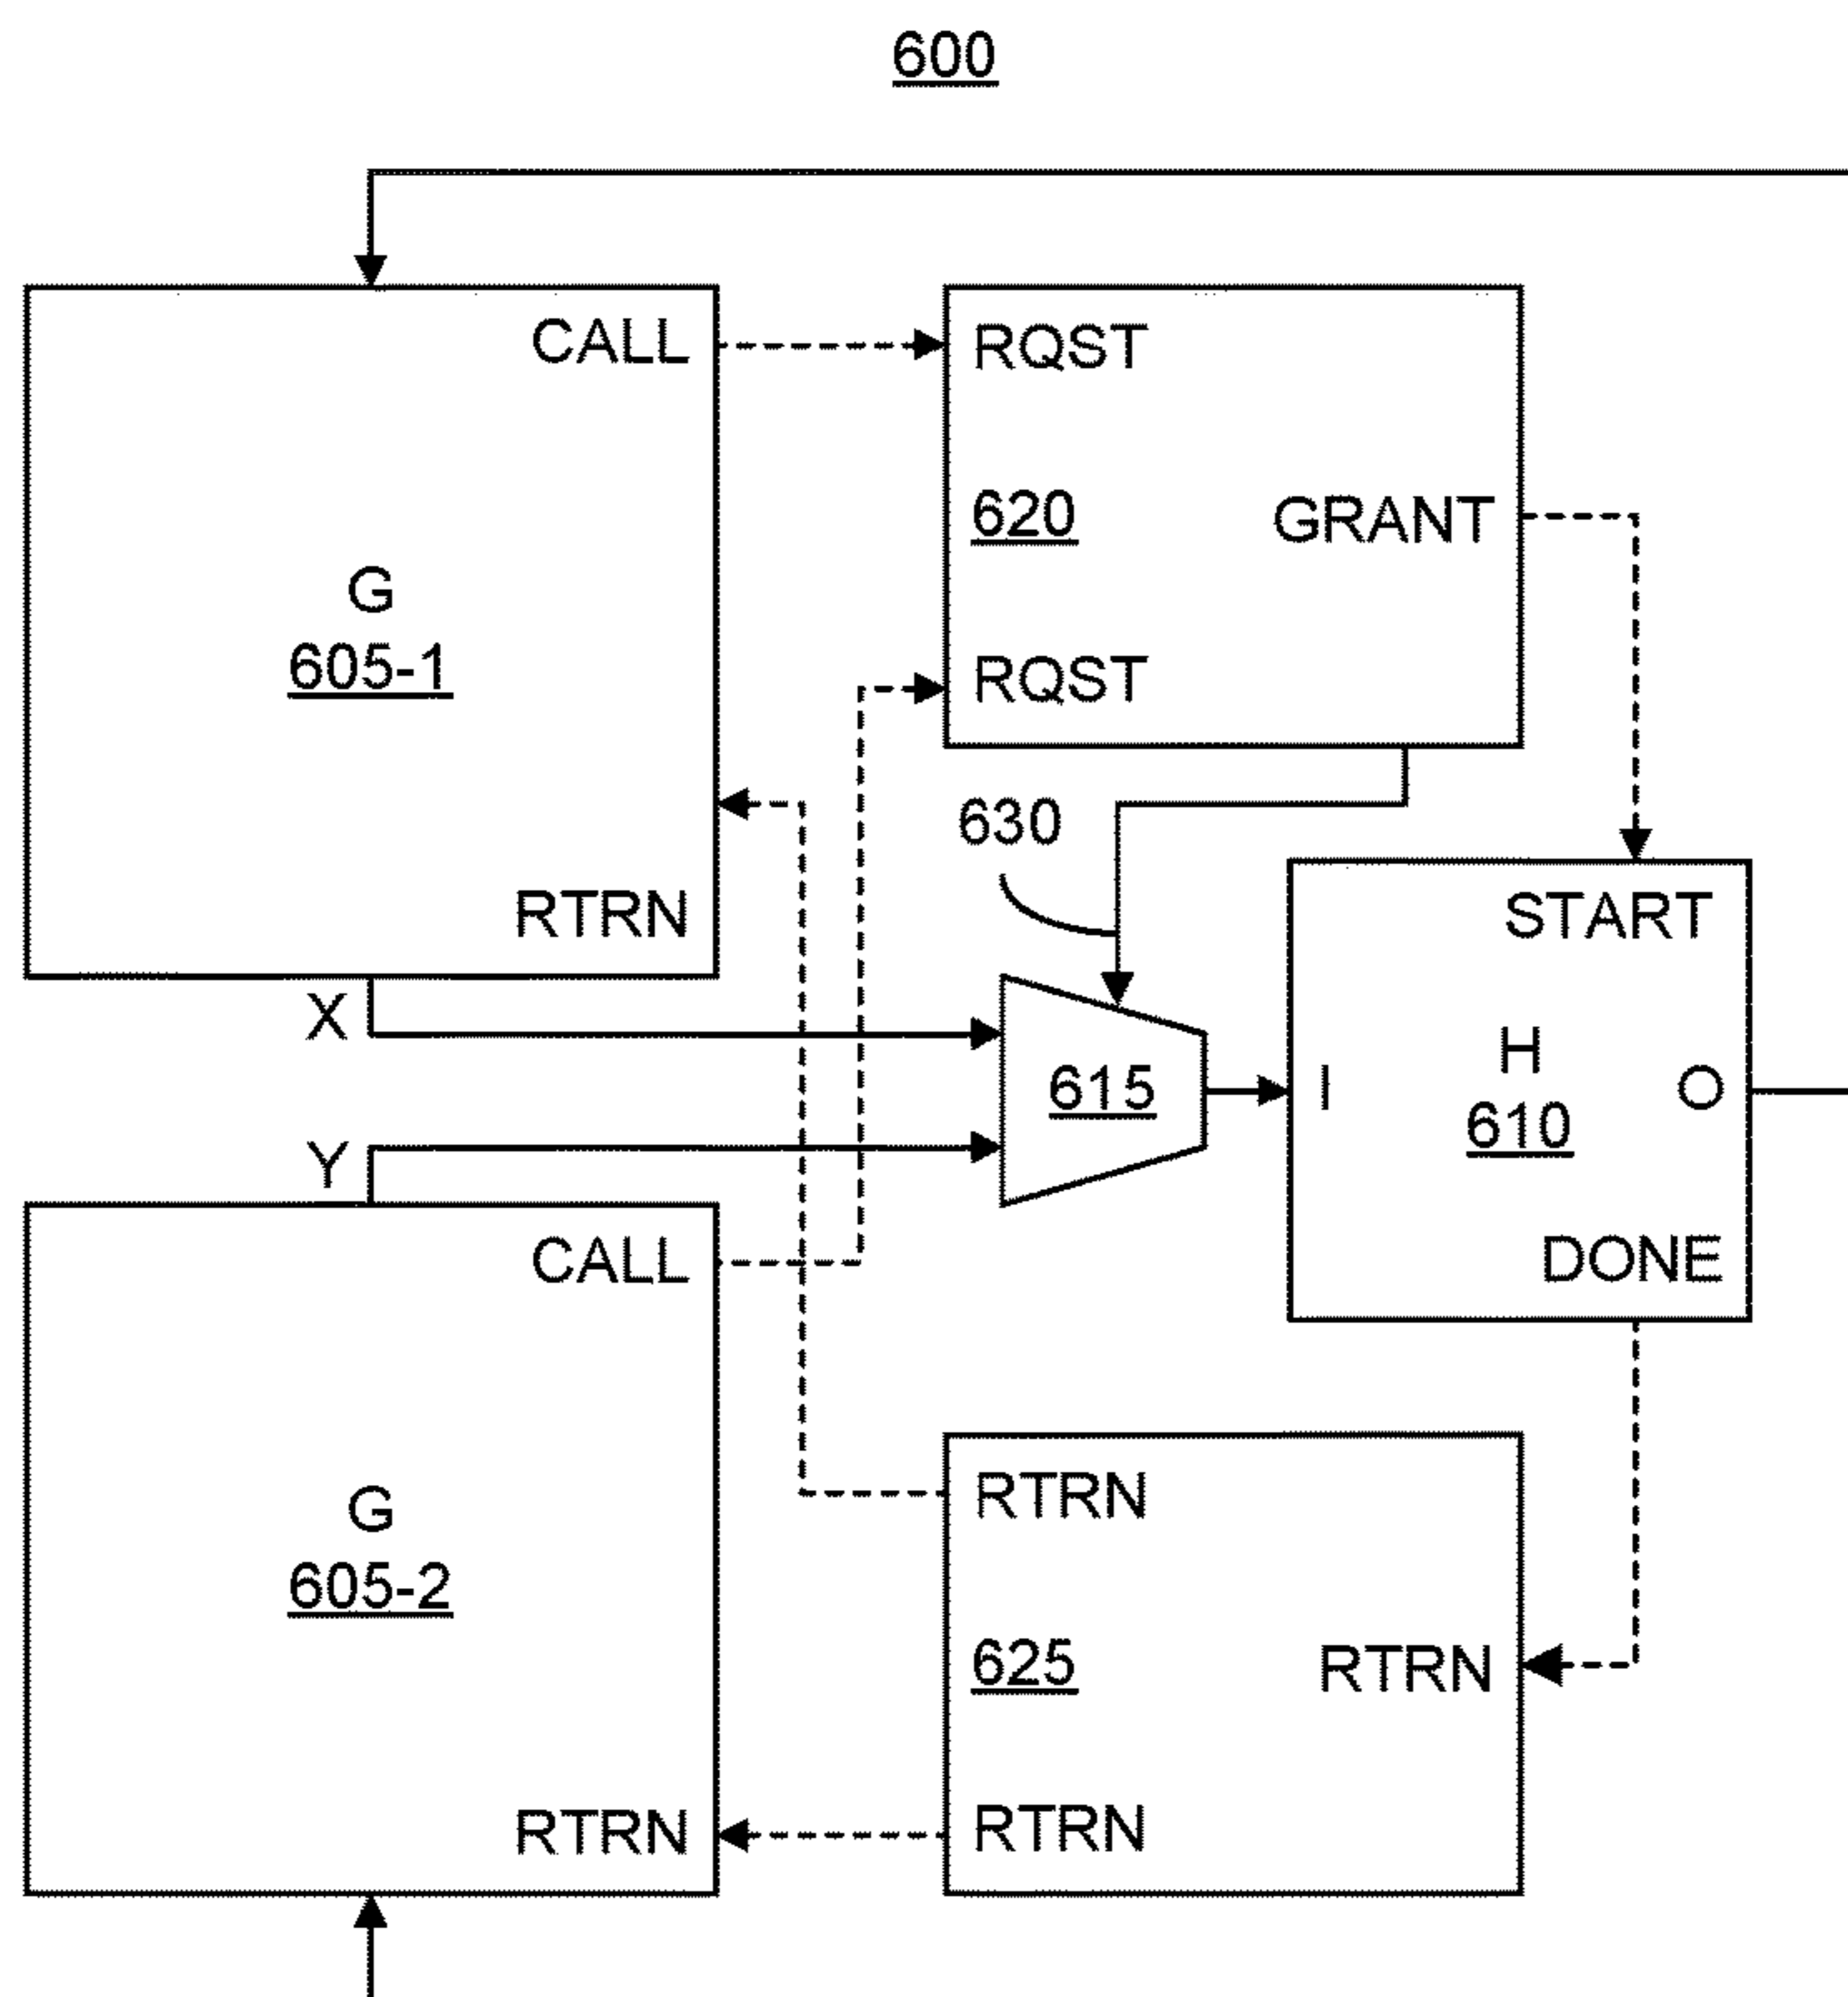 600
CALL
G
605-1
RTRN
RQST
620
GRANT
RQST
630
START
H
I
O
610
DONE
615
X
Y
CALL
G
605-2
RTRN
RTRN
625
RTRN
RTRN